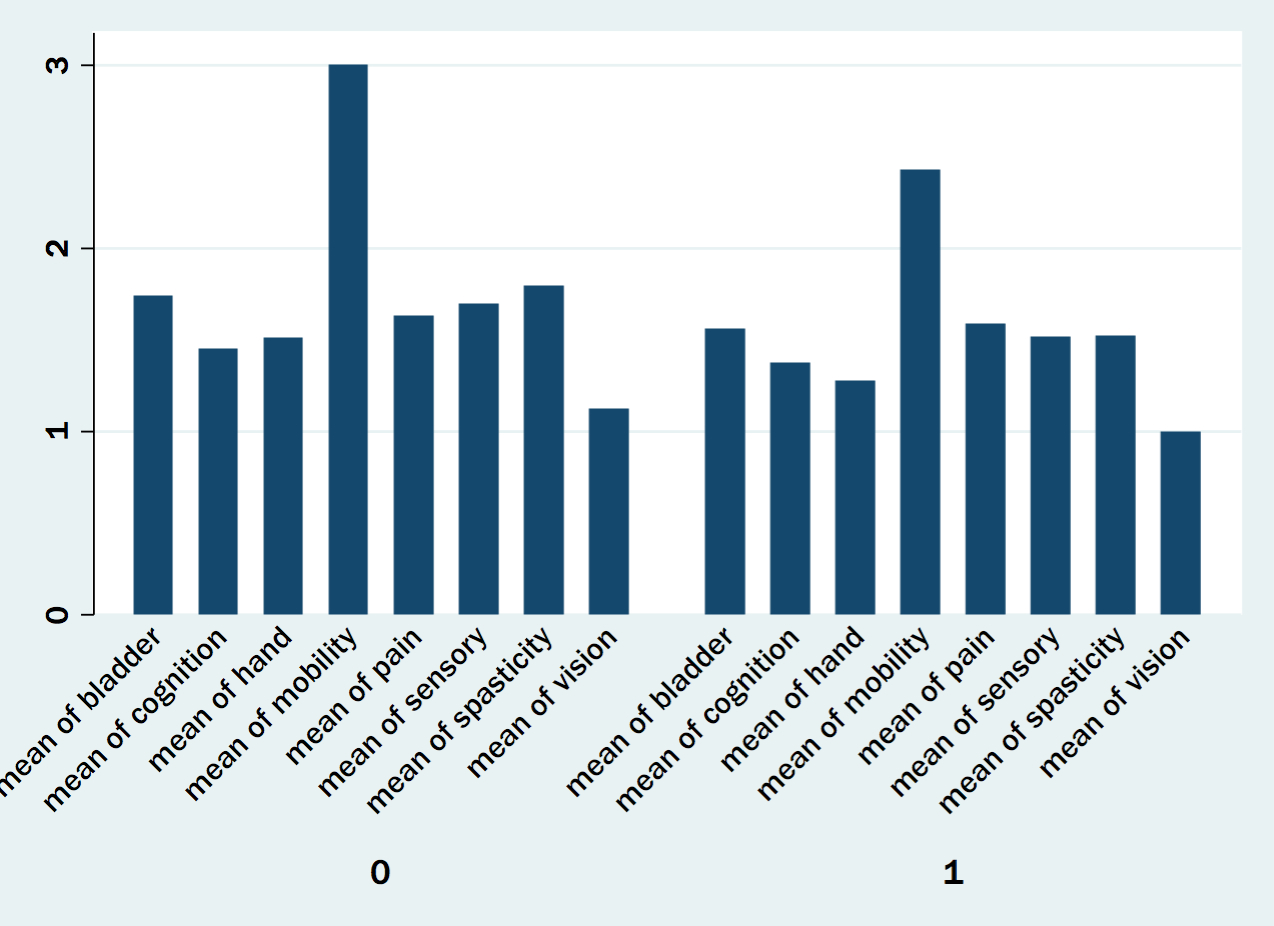 3
2
1
0
mean of bladder
mean of cognition
mean of hand
mean of mobility
mean of pain
mean of sensory
mean of spasticity
mean of vision
mean of bladder
mean of cognition
mean of hand
mean of mobility
mean of pain
mean of sensory
mean of spasticity
mean of vision
0
1